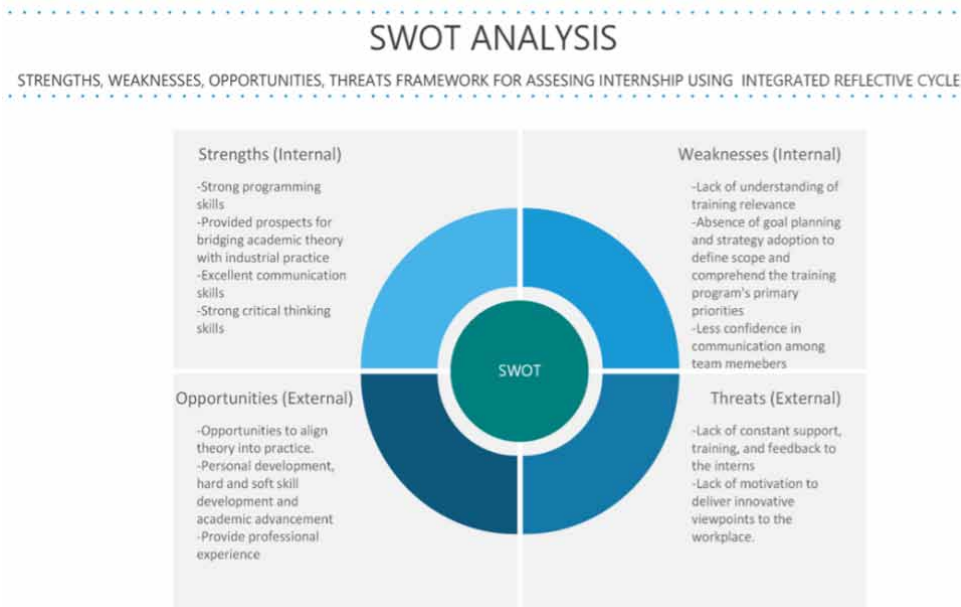 SWOT ANALYSIS
STRENGTHS, WEAKNESSES, OPPORTUNITIES, THREATS FRAMEWORK FOR ASSESING INTERNSHIP USING INTEGRATED REFLECTIVE CYCLE
Strengths (Internal)
-Strong programming
skills
-Provided prospects for
bridging academic theory
with industrial practice
-Excellent communication
skills
-Strong critical thinking
skills
Weaknesses (Internal)
-Lack of understanding of
training relevance
-Absence of goal planning
and strategy adoption to
define scope and
comprehend the training
program's primary
priorities
-Less confidence in
communication among
team memebers
SWOT
Opportunities (External)
-Opportunities to align
theory into practice.
-Personal development,
hard and soft skill
development and
academic advancement
-Provide professional
experience
Threats (External)
-Lack of constant support,
training, and feedback to
the interns
-Lack of motivation to
deliver innovative
viewpoints to the
workplace.